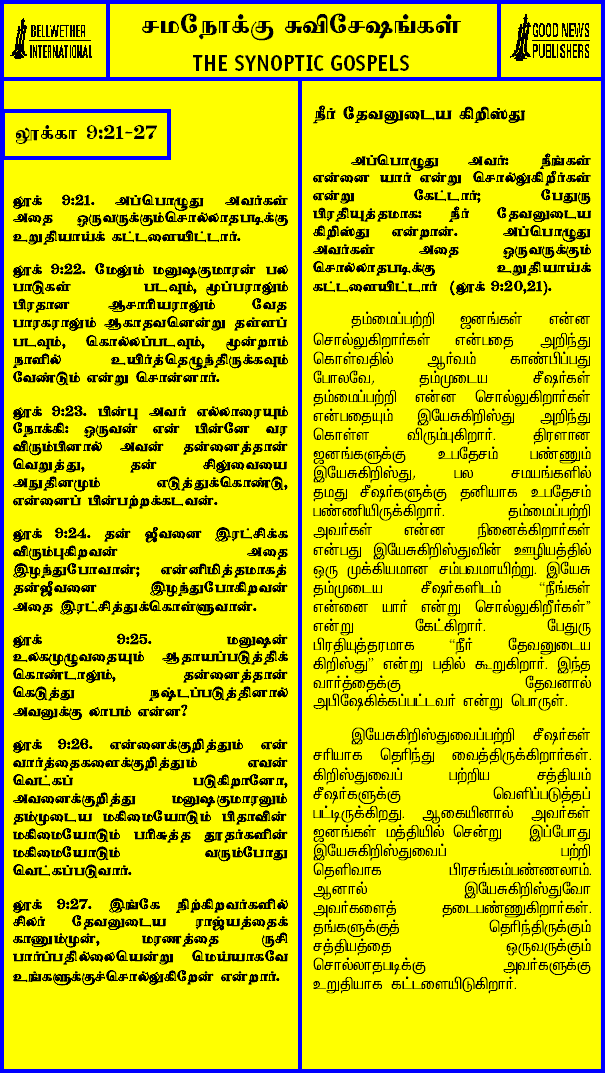 BELLWETHER
INTERNATIONAL
சமநோக்கு சுவிசேஷங்கள்
THE SYNOPTIC GOSPELS
GOOD NEWS
PUBLISHERS
லூக்கா 9:21-27
லூக் 9:21. அப்பொழுது அவர்கள்
அதை ஒருவருக்கும்சொல்லாதபடிக்கு
உறுதியாய்க் கட்டளையிட்டார்.
லூக் 9:22. மேலும் மனுஷகுமாரன் பல
பாடுகள் படவும், மூப்பராலும்
பிரதான ஆசாரியராலும் வேத
பாரகராலும் ஆகாதவனென்று தள்ளப்
படவும், கொல்லப்படவும், மூன்றாம்
நாளில் உயிர்த்தெழுந்திருக்கவும்
வேண்டும் என்று சொன்னார்.
லூக் 9:23. பின்பு அவர் எல்லாரையும்
நோக்கி: ஒருவன் என் பின்னே வர
விரும்பினால் அவன் தன்னைத்தான்
வெறுத்து, தன் சிலுவையை
அநுதினமும் எடுத்துக்கொண்டு,
என்னைப் பின்பற்றக்கடவன்.
லூக் 9:24. தன் ஜீவனை இரட்சிக்க
விரும்புகிறவன் அதை
இழந்துபோவான்; என்னிமித்தமாகத்
தன்ஜீவனை இழந்துபோகிறவன்
அதை இரட்சித்துக்கொள்ளுவான்.
லூக் 9:25. மனுஷன்
உலகமுழுவதையும் ஆதாயப்படுத்திக்
கொண்டாலும், தன்னைத்தான்
கெடுத்து நஷ்டப்படுத்தினால்
அவனுக்கு லாபம் என்ன?
லூக் 9:26. என்னைக்குறித்தும் என்
வார்த்தைகளைக்குறித்தும் எவன்
வெட்கப் படுகிறானோ,
அவனைக்குறித்து மனுஷகுமாரனும்
தம்முடைய மகிமையோடும் பிதாவின்
மகிமையோடும் பரிசுத்த தூதர்களின்
மகிமையோடும் வரும்போது
வெட்கப்படுவார்.
லூக் 9:27. இங்கே நிற்கிறவர்களில்
சிலர் தேவனுடைய ராஜ்யத்தைக்
காணுமுன், மரணத்தை ருசி
பார்ப்பதில்லையென்று மெய்யாகவே
உங்களுக்குச்சொல்லுகிறேன் என்றார்.
நீர் தேவனுடைய கிறிஸ்து
அப்பொழுது அவர்: நீங்கள்
என்னை யார் என்று சொல்லுகிறீர்கள்
என்று கேட்டார்; பேதுரு
பிரதியுத்தமாக: நீர் தேவனுடைய
கிறிஸ்து என்றான். அப்பொழுது
அவர்கள் அதை ஒருவருக்கும்
சொல்லாதபடிக்கு உறுதியாய்க்
கட்டளையிட்டார் (லூக் 9:20,21).
தம்மைப்பற்றி ஜனங்கள் என்ன
சொல்லுகிறார்கள் என்பதை அறிந்து
கொள்வதில் ஆர்வம் காண்பிப்பது
போலவே, தம்முடைய சீஷர்கள்
தம்மைப்பற்றி என்ன சொல்லுகிறார்கள்
என்பதையும் இயேசுகிறிஸ்து அறிந்து
கொள்ள விரும்புகிறார். திரளான
ஜனங்களுக்கு உபதேசம் பண்ணும்
இயேசுகிறிஸ்து, பல சமயங்களில்
தமது சீஷர்களுக்கு தனியாக உபதேசம்
பண்ணியிருக்கிறார். தம்மைப்பற்றி
அவர்கள் என்ன நினைக்கிறார்கள்
என்பது இயேசுகிறிஸ்துவின் ஊழியத்தில்
ஒரு முக்கியமான சம்பவமாயிற்று. இயேசு
தம்முடைய சீஷர்களிடம் “நீங்கள்
என்னை யார் என்று சொல்லுகிறீர்கள்”
என்று கேட்கிறார். பேதுரு
பிரதியுத்தரமாக “நீர் தேவனுடைய
கிறிஸ்து” என்று பதில் கூறுகிறார். இந்த
வார்த்தைக்கு தேவனால்
அபிஷேகிக்கப்பட்டவர் என்று பொருள்.
இயேசுகிறிஸ்துவைப்பற்றி சீஷர்கள்
சரியாக தெரிந்து வைத்திருக்கிறார்கள்.
கிறிஸ்துவைப் பற்றிய சத்தியம்
சீஷர்களுக்கு வெளிப்படுத்தப்
பட்டிருக்கிறது. ஆகையினால் அவர்கள்
ஜனங்கள் மத்தியில் சென்று இப்போது
இயேசுகிறிஸ்துவைப் பற்றி
தெளிவாக பிரசங்கம்பண்ணலாம்.
ஆனால் இயேசுகிறிஸ்துவோ
அவர்களைத் தடைபண்ணுகிறார்கள்.
தங்களுக்குத் தெரிந்திருக்கும்
சத்தியத்தை ஒருவருக்கும்
சொல்லாதபடிக்கு அவர்களுக்கு
உறுதியாக கட்டளையிடுகிறார்.